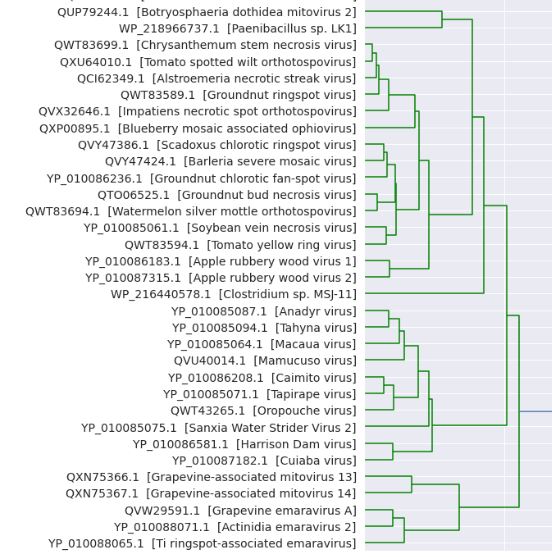 QUP79244.1 [Botryosphaeria dothidea mitovirus 2]
WP_218966737.1 [Paenibacillus sp. LK1]
QWT83699.1 [Chrysanthemum stem necrosis virus]
QXU64010.1 [Tomato spotted wilt orthotospovirus]
QCI62349.1 [Alstroemeria necrotic streak virus]
QWT83589.1 [Groundnut ringspot virus]
QVX32646.1 [Impatiens necrotic spot orthotospovirus]
QXP00895.1 [Blueberry mosaic associated ophiovirus]
QVY47386.1 [Scadoxus chlorotic ringspot virus]
QVY47424.1 [Barleria severe mosaic virus]
YP_010086236.1 [Groundnut chlorotic fan-spot virus]
QTO06525.1 [Groundnut bud necrosis virus]
QWT83694.1 [Watermelon silver mottle orthotospovirus]
YP_010085061.1 [Soybean vein necrosis virus]
QWT83594.1 [Tomato yellow ring virus]
YP_010086183.1 [Apple rubbery wood virus 1]
YP_010087315.1 [Apple rubbery wood virus 2]
WP_216440578.1 [Clostridium sp. MSJ-11]
YP_010085087.1 [Anadyr virus]
YP_010085094.1 [Tahyna virus]
YP_010085064.1 [Macaua virus]
QVU40014.1 [Mamucuso virus]
YP_010086208.1 [Caimito virus]
YP_010085071.1 [Tapirape virus]
QWT43265.1 [Oropouche virus]
YP_010085075.1 [Sanxia Water Strider Virus 2]
YP_010086581.1 [Harrison Dam virus]
YP_010087182.1 [Cuiaba virus]
QXN75366.1 [Grapevine-associated mitovirus 13]
QXN75367.1 [Grapevine-associated mitovirus 14]
QVW29591.1 [Grapevine emaravirus A]
YP_010088071.1 [Actinidia emaravirus 2]
YP_010088065.1 [Ti ringspot-associated emaravirus]